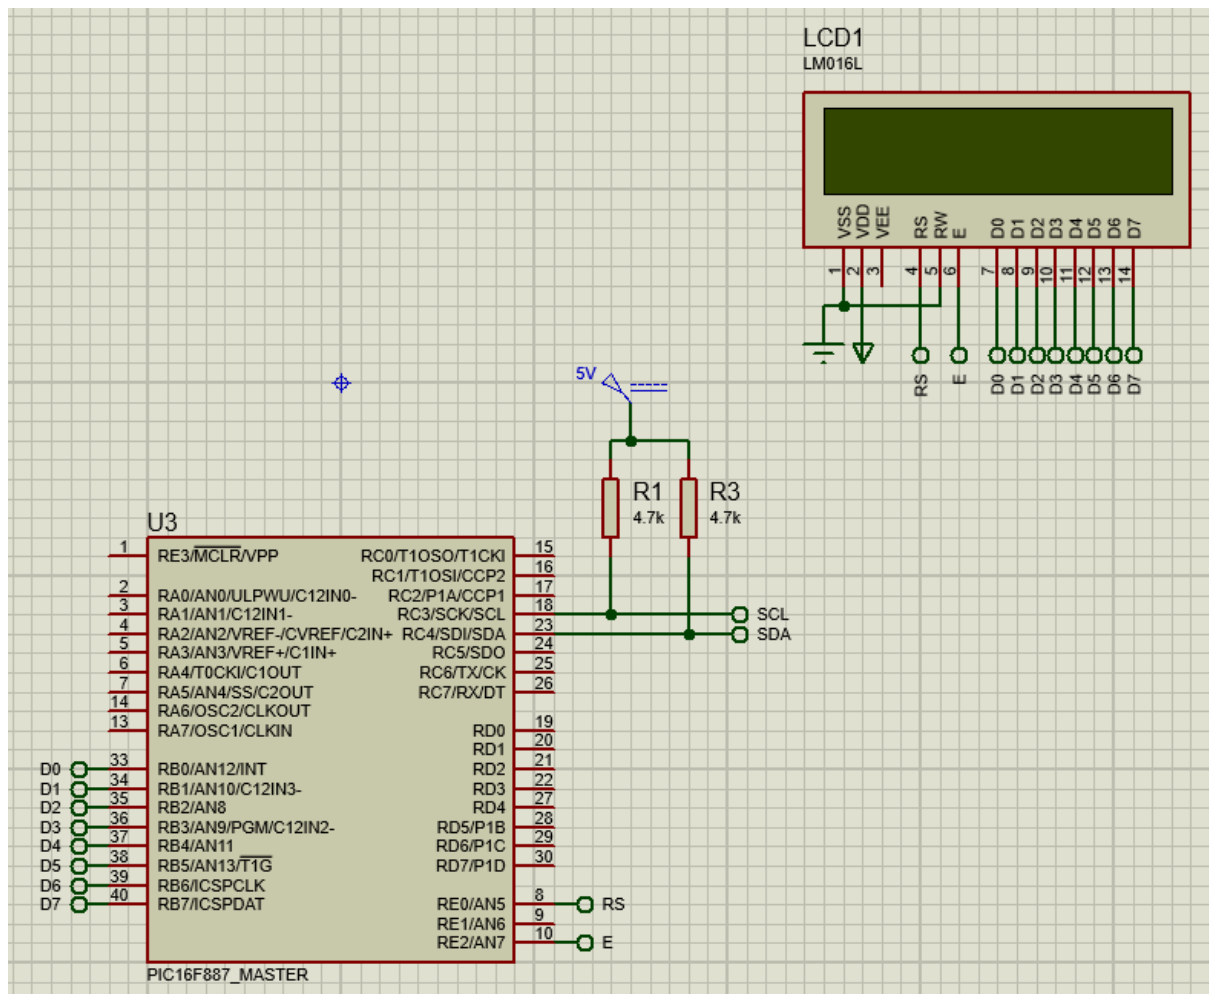 LCD1
LM016L
VSS
VDD
VEE
RS
RW
E
D0
D1
D2
D3
D4
D5
D6
D7
1
2
3
4
5
6
7
8
9
10
11
12
13
14
RS
E
D0
D1
D2
D3
D4
D5
D6
D7
5V
R1
4.7k
R3
4.7k
SCL
SDA
U3
1 RE3/MCLR/VPP RC0/T1OSO/T1CKI 15
RC1/T1OSI/CCP2 16
2 RA0/AN0/ULPWU/C12IN0- RC2/P1A/CCP1 17
3 RA1/AN1/C12IN1- RC3/SCK/SCL 18
4 RA2/AN2/VREF-/CVREF/C2IN+ RC4/SDI/SDA 23
5 RA3/AN3/VREF+/C1IN+ RC5/SDO 24
6 RA4/T0CKI/C1OUT RC6/TX/CK 25
7 RA5/AN4/SS/C2OUT RC7/RX/DT 26
14 RA6/OSC2/CLKOUT
13 RA7/OSC1/CLKIN RD0 19
RD1 20
D0 33 RB0/AN12/INT RD2 21
D1 34 RB1/AN10/C12IN3- RD3 22
D2 35 RB2/AN8 RD4 27
D3 36 RB3/AN9/PGM/C12IN2- RD5/P1B 28
D4 37 RB4/AN11 RD6/P1C 29
D5 38 RB5/AN13/T1G RD7/P1D 30
D6 39 RB6/ICSPCLK
D7 40 RB7/ICSPDAT RE0/AN5 8 RS
RE1/AN6 9
RE2/AN7 10 E
PIC16F887_MASTER